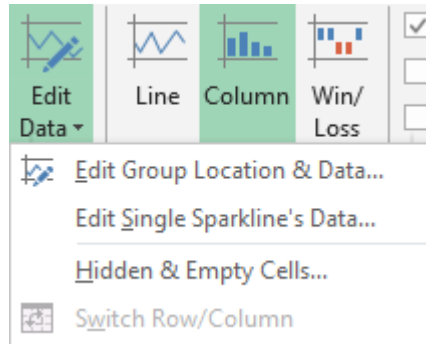 Edit Data
Line
Column
Win/
Loss
Edit Group Location & Data...
Edit Single Sparkline's Data...
Hidden & Empty Cells...
Switch Row/Column